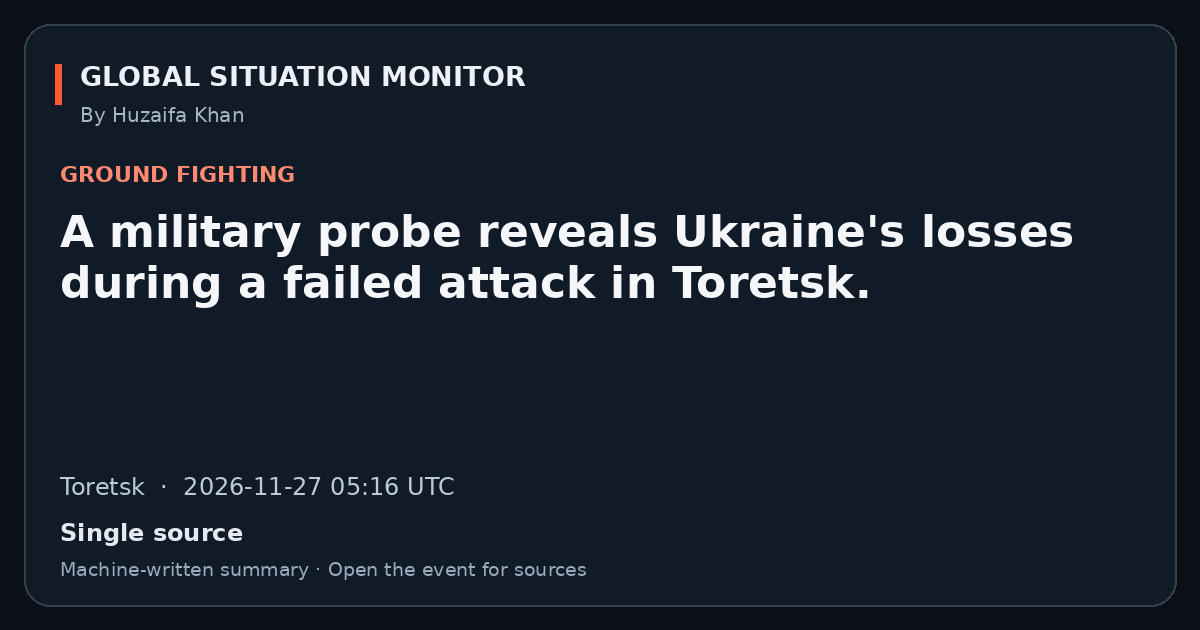 GLOBAL SITUATION MONITOR
By Huzaifa Khan
GROUND FIGHTING
A military probe reveals Ukraine's losses
during a failed attack in Toretsk.
Toretsk · 2026-11-27 05:16 UTC
Single source
Machine-written summary · Open the event for sources